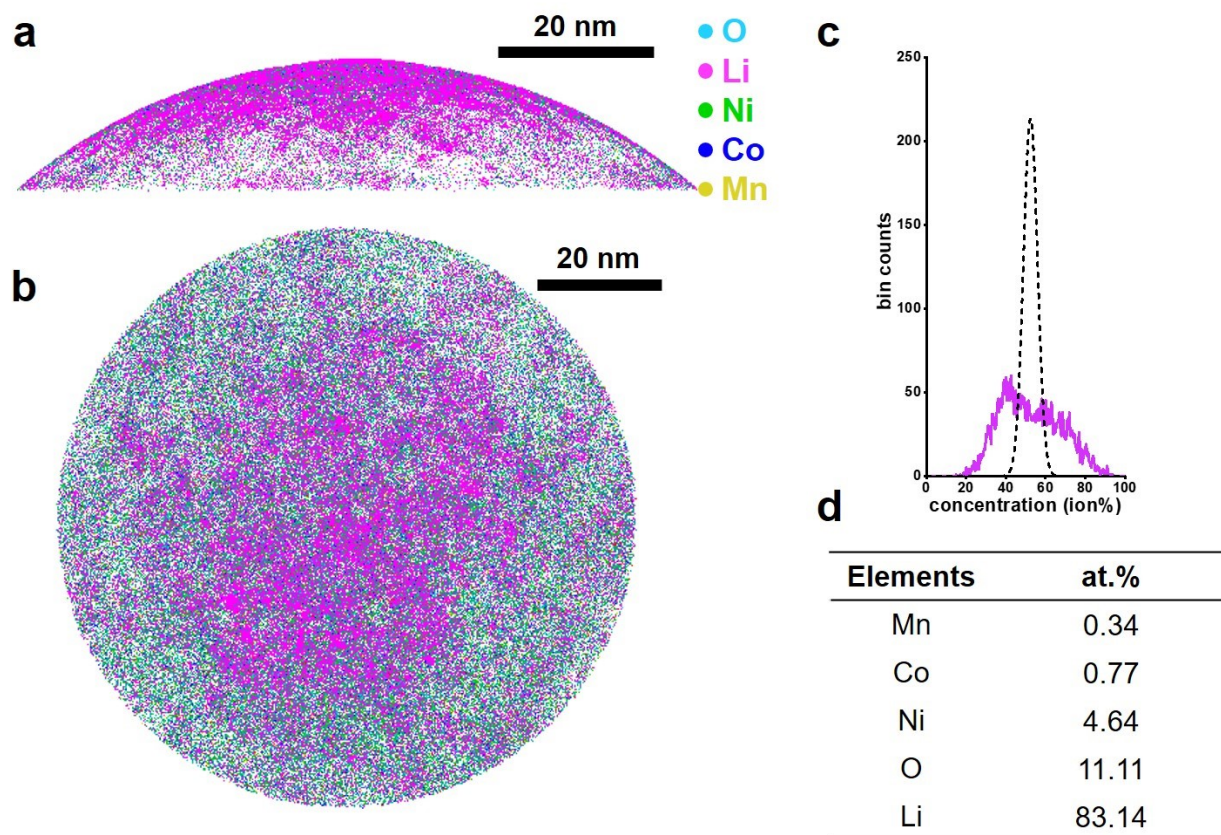 a
20 nm
O
Li
Ni
Co
Mn
b
20 nm
c
250
200
150
100
50
0
bin counts
0 20 40 60 80 100
concentration (ion%)
d
Elements at.%
Mn 0.34
Co 0.77
Ni 4.64
O 11.11
Li 83.14